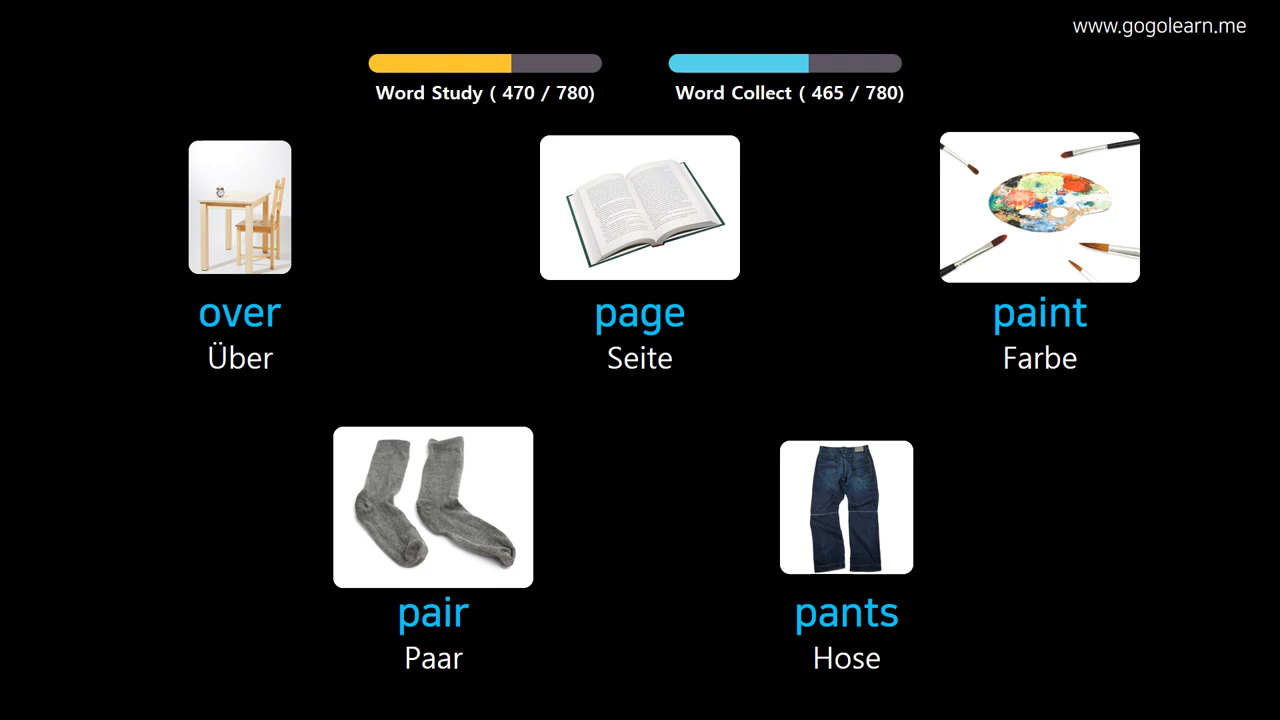 www.gogolearn.me
Word Study ( 470 / 780)
Word Collect ( 465 / 780)
over
Über
page
Seite
paint
Farbe
pair
Paar
pants
Hose